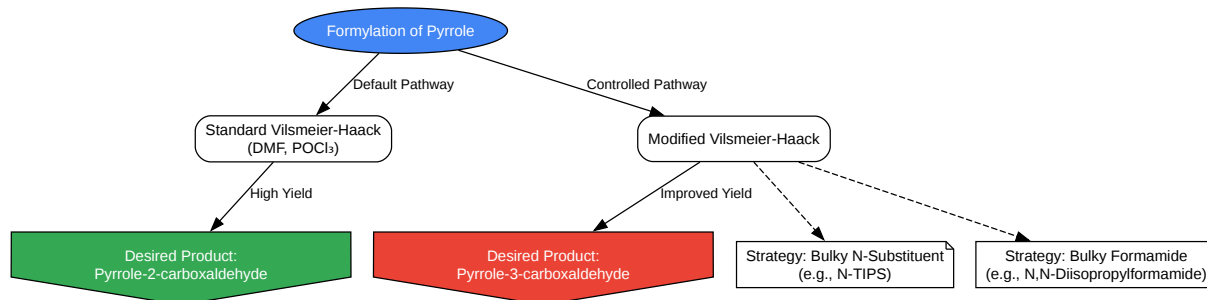 Formylation of Pyrrole
Default Pathway
Controlled Pathway
Standard Vilsmeier-Haack
(DMF, POCl₃)
Modified Vilsmeier-Haack
High Yield
Improved Yield
Desired Product:
Pyrrole-2-carboxaldehyde
Desired Product:
Pyrrole-3-carboxaldehyde
Strategy: Bulky N-Substituent
(e.g., N-TIPS)
Strategy: Bulky Formamide
(e.g., N,N-Diisopropylformamide)